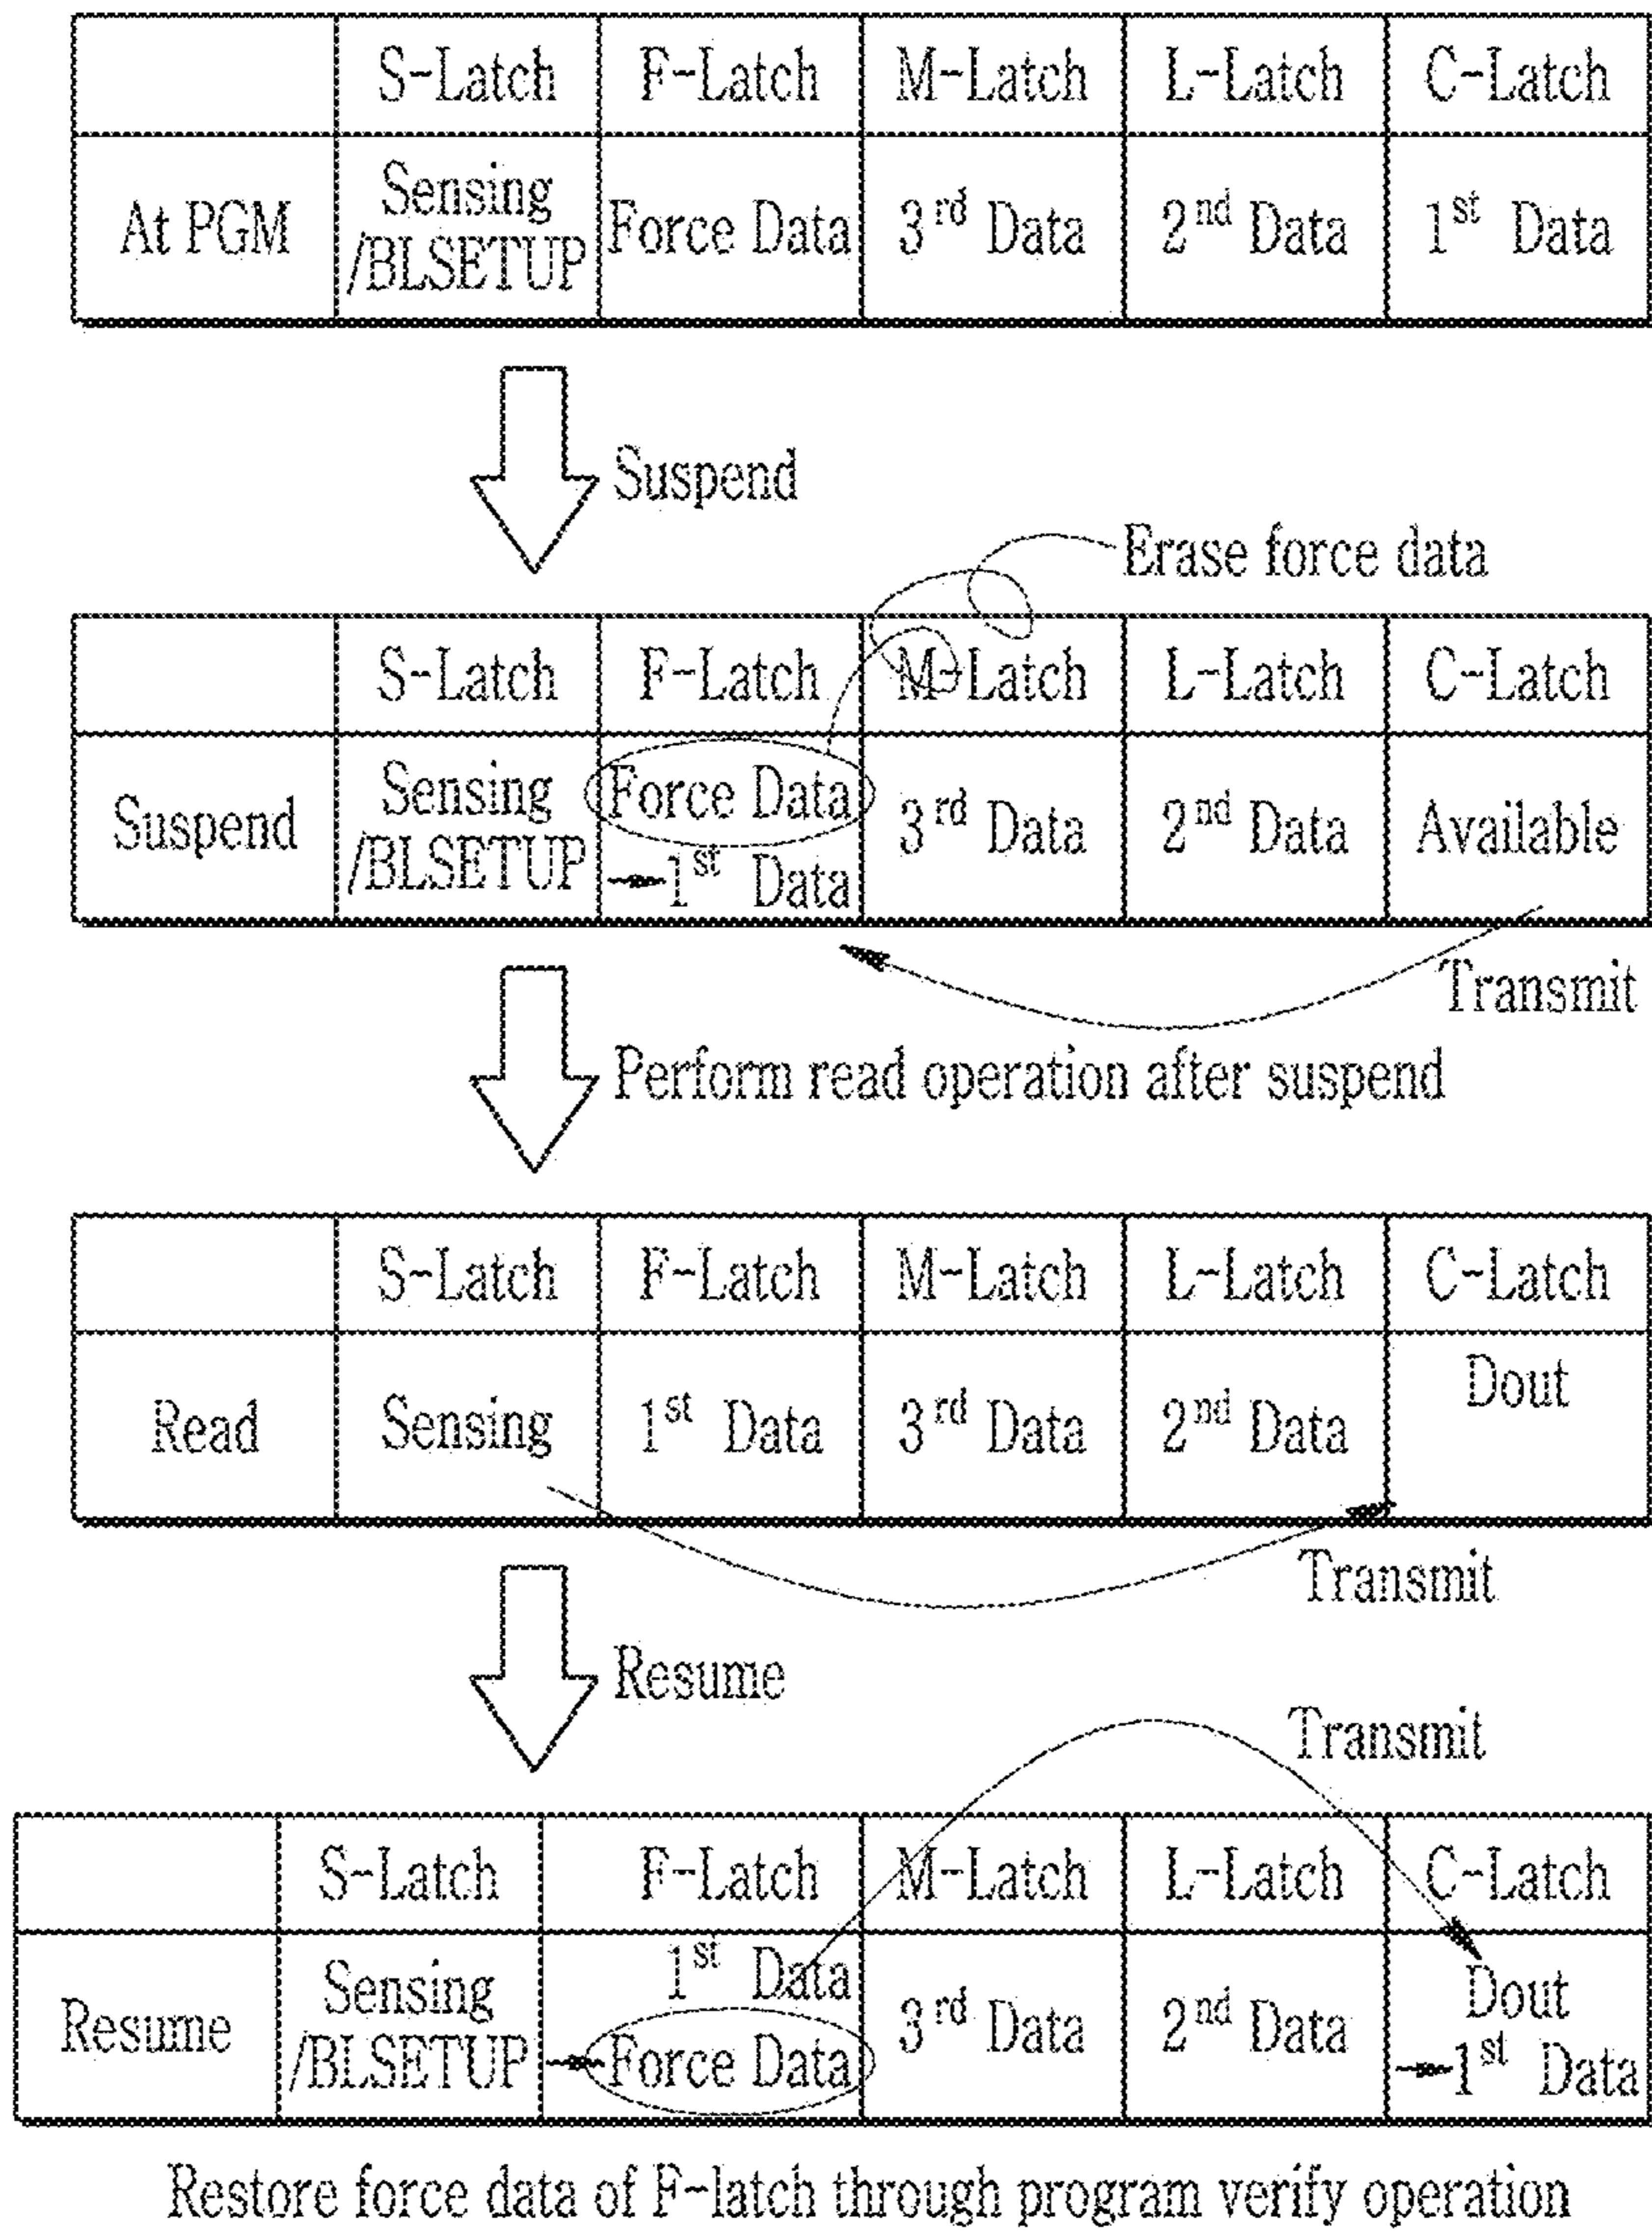 S-Latch F-Latch M-Latch L-Latch C-Latch
At PGM Sensing /BLSETUP Force Data 3rd Data 2nd Data 1st Data
Suspend
Erase force data
S-Latch F-Latch M-Latch L-Latch C-Latch
Suspend Sensing /BLSETUP Force Data → 1st Data 3rd Data 2nd Data Available
Transmit
Perform read operation after suspend
S-Latch F-Latch M-Latch L-Latch C-Latch
Read Sensing 1st Data 3rd Data 2nd Data Dout
Transmit
Resume
Transmit
S-Latch F-Latch M-Latch L-Latch C-Latch
Resume Sensing /BLSETUP 1st Data → Force Data 3rd Data 2nd Data Dout → 1st Data
Restore force data of F-latch through program verify operation